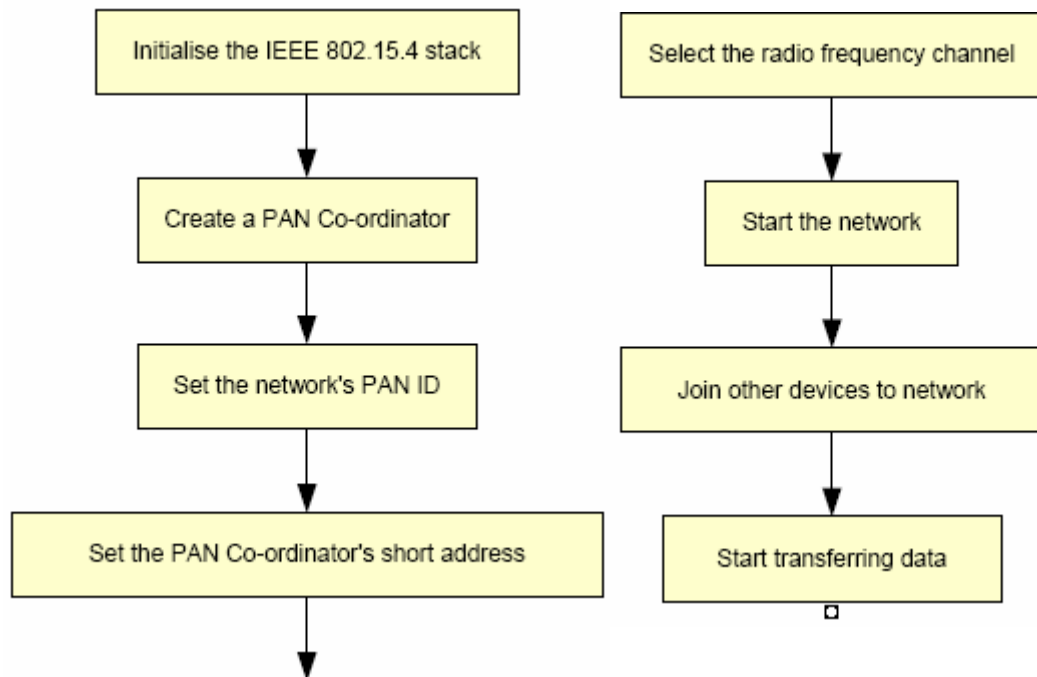 Initialise the IEEE 802.15.4 stack
Create a PAN Co-ordinator
Set the network's PAN ID
Set the PAN Co-ordinator's short address
Select the radio frequency channel
Start the network
Join other devices to network
Start transferring data